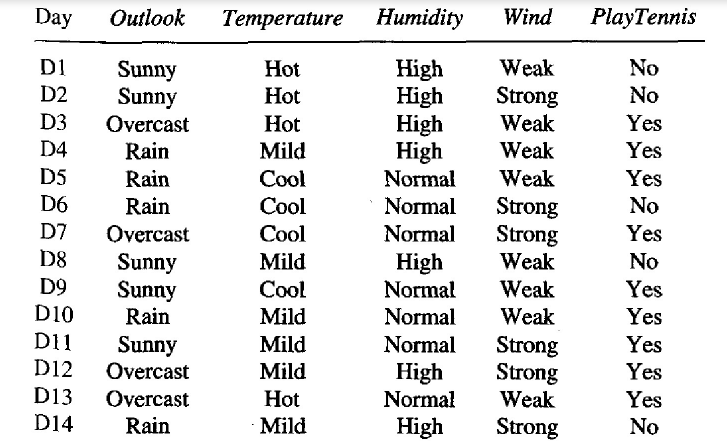 Day Outlook Temperature Humidity Wind PlayTennis
D1 Sunny Hot High Weak No
D2 Sunny Hot High Strong No
D3 Overcast Hot High Weak Yes
D4 Rain Mild High Weak Yes
D5 Rain Cool Normal Weak Yes
D6 Rain Cool Normal Strong No
D7 Overcast Cool Normal Strong Yes
D8 Sunny Mild High Weak No
D9 Sunny Cool Normal Weak Yes
D10 Rain Mild Normal Weak Yes
D11 Sunny Mild Normal Strong Yes
D12 Overcast Mild High Strong Yes
D13 Overcast Hot Normal Weak Yes
D14 Rain Mild High Strong No